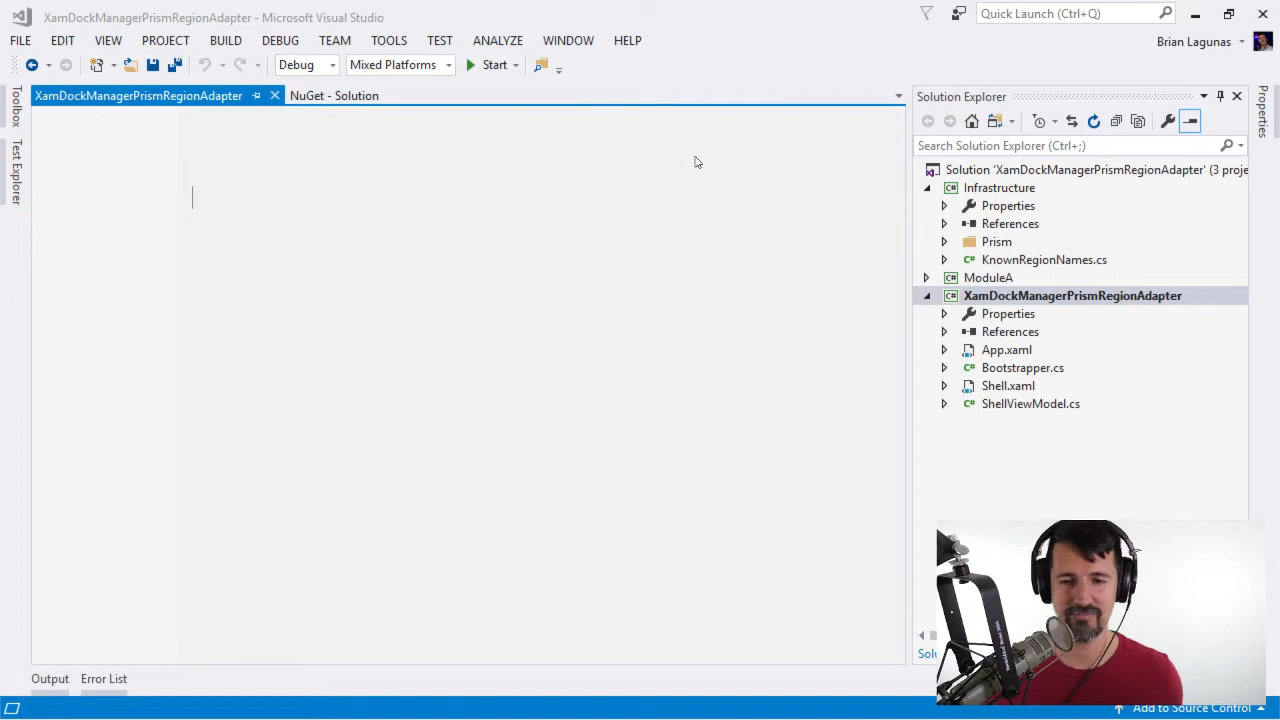 XamDockManagerPrismRegionAdapter - Microsoft Visual Studio
Quick Launch (Ctrl+Q)
FILE EDIT VIEW PROJECT BUILD DEBUG TEAM TOOLS TEST ANALYZE WINDOW HELP
Brian Lagunas
Debug Mixed Platforms Start
Toolbox
Test Explorer
XamDockManagerPrismRegionAdapter
NuGet - Solution
Solution Explorer
Search Solution Explorer (Ctrl+;)
Solution 'XamDockManagerPrismRegionAdapter' (3 proje
C# Infrastructure
Properties
References
Prism
C# KnownRegionNames.cs
C# ModuleA
C# XamDockManagerPrismRegionAdapter
Properties
References
App.xaml
C# Bootstrapper.cs
Shell.xaml
C# ShellViewModel.cs
Properties
Solu
Output Error List
Add to Source Control